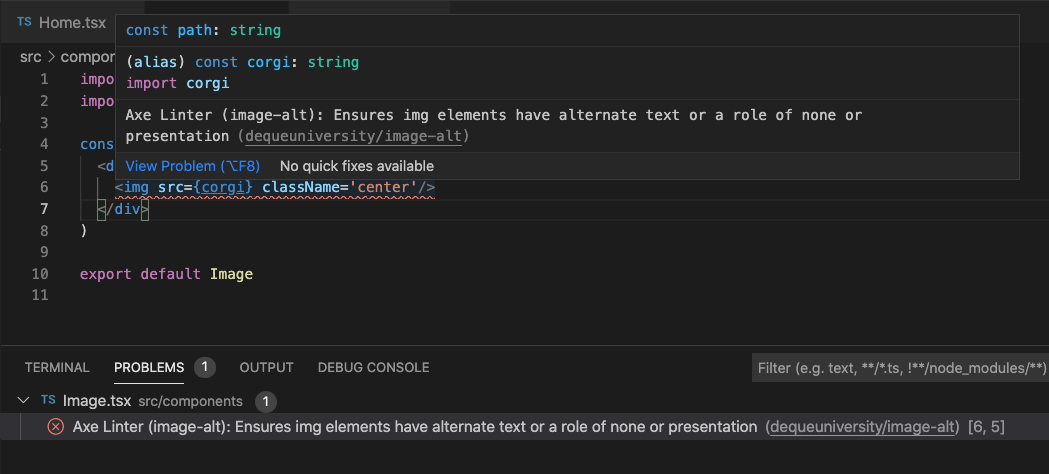 TS Home.tsx
const path: string
src > compor
(alias) const corgi: string
import corgi
1 impo
2 impo
Axe Linter (image-alt): Ensures img elements have alternate text or a role of none or
presentation (dequeuniversity/image-alt)
3
4 cons
View Problem (⌥F8) No quick fixes available
5 <d
6 <img src={corgi} className='center'/>
7 </div>
8 )
9
10 export default Image
11
TERMINAL PROBLEMS 1 OUTPUT DEBUG CONSOLE Filter (e.g. text, **/*.ts, !**/node_modules/**)
TS Image.tsx src/components 1
Axe Linter (image-alt): Ensures img elements have alternate text or a role of none or presentation (dequeuniversity/image-alt) [6, 5]